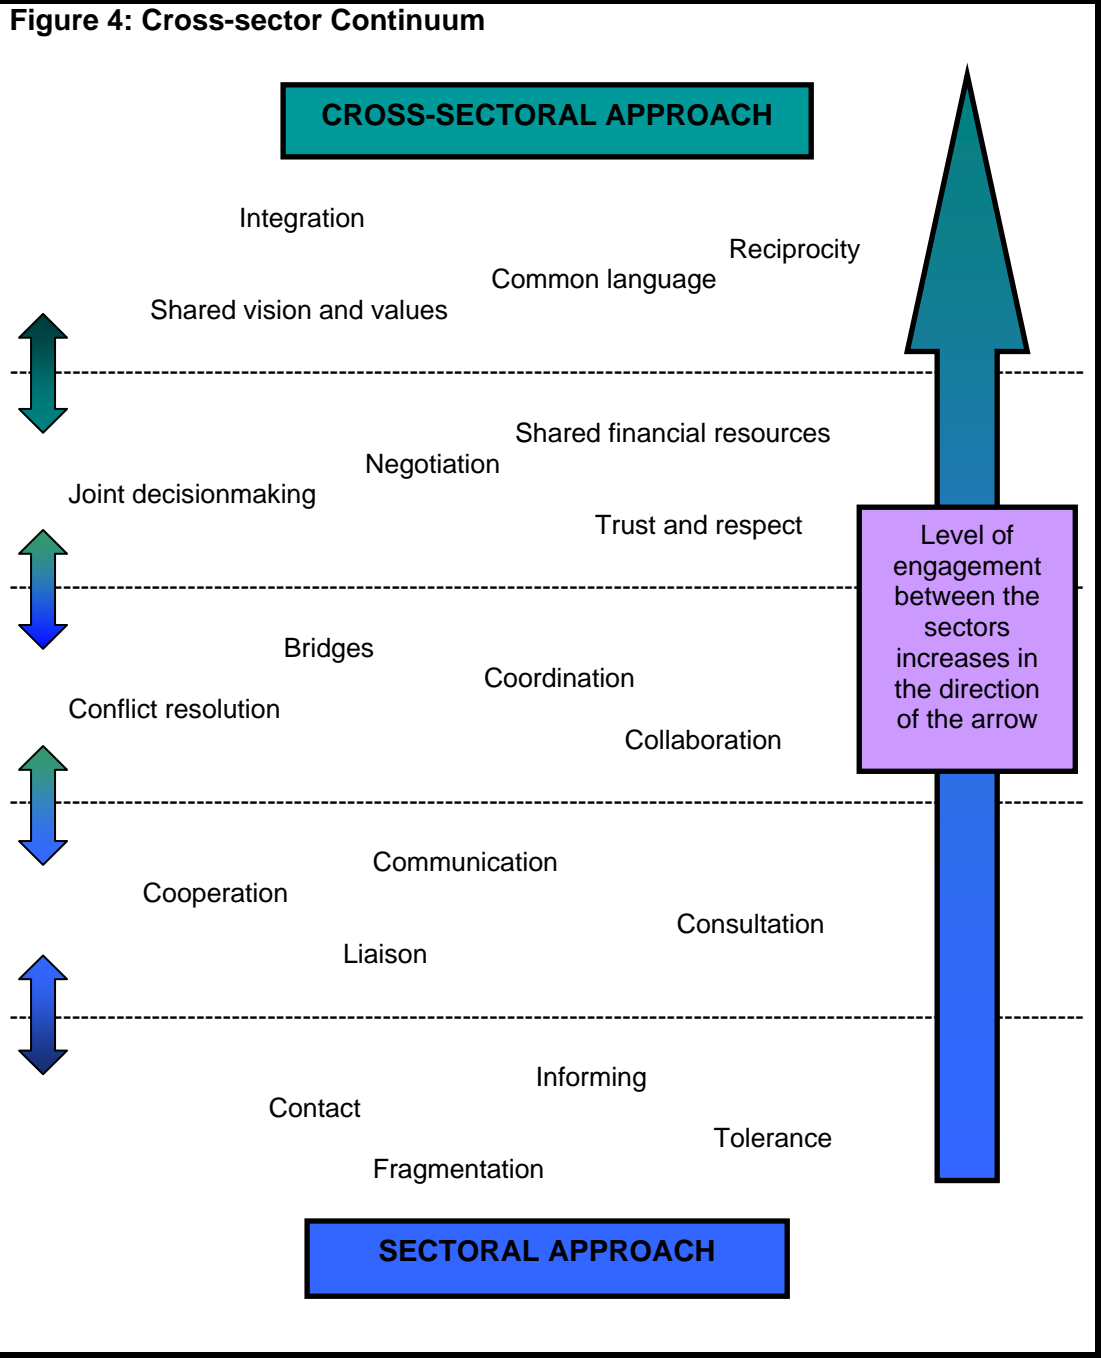 Figure 4: Cross-sector Continuum
CROSS-SECTORAL APPROACH
Integration
Reciprocity
Common language
Shared vision and values
Shared financial resources
Negotiation
Joint decisionmaking
Trust and respect
Level of
engagement
between the
sectors
increases in
the direction
of the arrow
Bridges
Coordination
Conflict resolution
Collaboration
Communication
Cooperation
Consultation
Liaison
Informing
Contact
Tolerance
Fragmentation
SECTORAL APPROACH